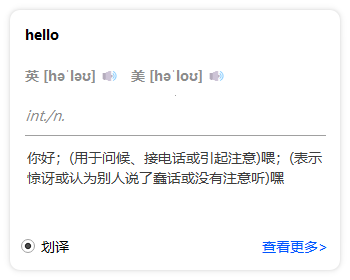 hello
英 [həˈləʊ] 美 [həˈloʊ]
int./n.
你好；(用于问候、接电话或引起注意)喂；(表示
惊讶或认为别人说了蠢话或没有注意听)嘿
划译 查看更多>